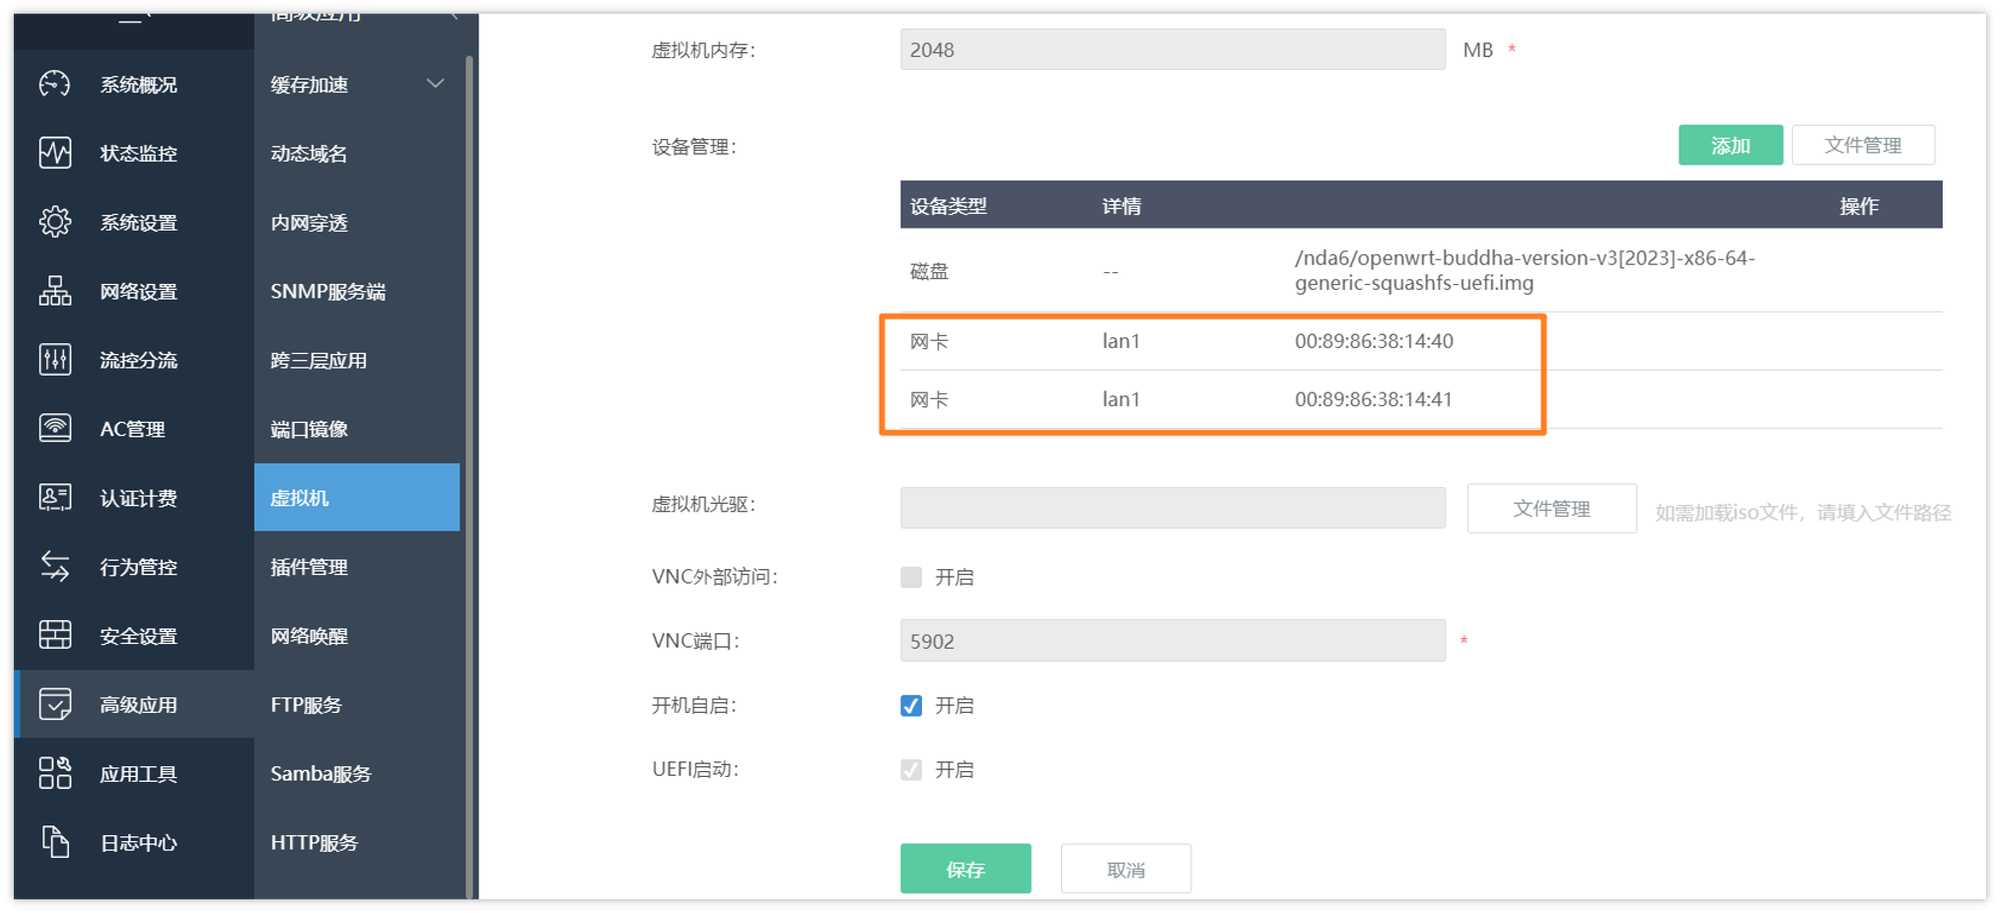 高级应用
系统概况
状态监控
系统设置
网络设置
流控分流
AC管理
认证计费
行为管控
安全设置
高级应用
应用工具
日志中心
缓存加速
动态域名
内网穿透
SNMP服务端
跨三层应用
端口镜像
虚拟机
插件管理
网络唤醒
FTP服务
Samba服务
HTTP服务
虚拟机内存: 2048 MB *
设备管理: 添加 文件管理
设备类型 详情 操作
磁盘 -- /nda6/openwrt-buddha-version-v3[2023]-x86-64-
generic-squashfs-uefi.img
网卡 lan1 00:89:86:38:14:40
网卡 lan1 00:89:86:38:14:41
虚拟机光驱: 文件管理 如需加载iso文件，请填入文件路径
VNC外部访问: 开启
VNC端口: 5902 *
开机自启: 开启
UEFI启动: 开启
保存 取消